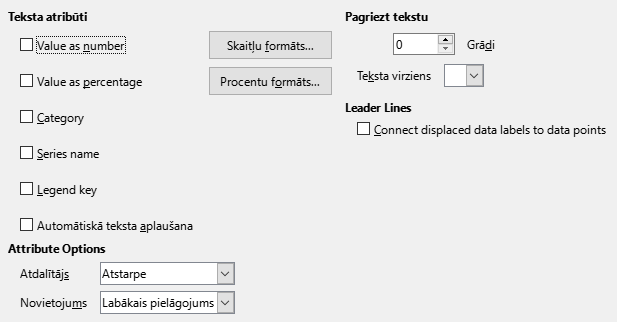 Teksta atribūti
Value as number
Skaitļu formāts...
Value as percentage
Procentu formāts...
Category
Series name
Legend key
Automātiskā teksta aplaušana
Attribute Options
Atdalītājs
Atstarpe
Novietojums
Labākais pielāgojums
Pagriezt tekstu
0
Grādi
Teksta virziens
Leader Lines
Connect displaced data labels to data points